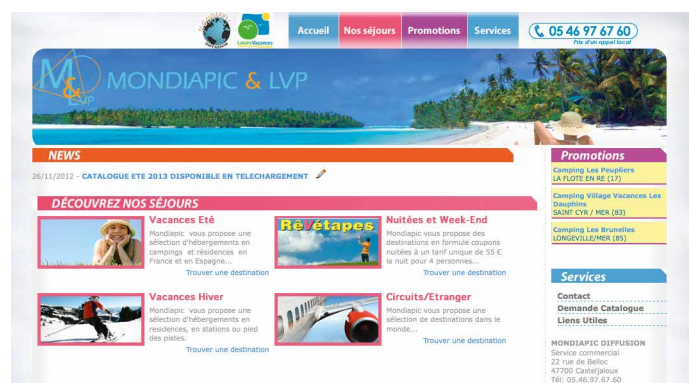 MONDIAPIC DIFFUSION
LoisirsVacances
Accueil
Nos séjours
Promotions
Services
05 46 97 67 60
Prix d'un appel local
M&LVP
MONDIAPIC & LVP
NEWS
26/11/2012 - CATALOGUE ETE 2013 DISPONIBLE EN TELECHARGEMENT
DÉCOUVREZ NOS SÉJOURS
Vacances Eté
Mondiapic vous propose une
sélection d'hébergements en
campings et résidences en
France et en Espagne...
Trouver une destination
Rêv'étapes
Nuitées et Week-End
Mondiapic vous propose des
destinations en formule coupons
nuitées à un tarif unique de 55 €
la nuit pour 4 personnes...
Trouver une destination
Vacances Hiver
Mondiapic vous propose une
sélection d'hébergements en
residences, en stations ou pied
des pistes.
Trouver une destination
Circuits/Etranger
Mondiapic vous propose une
sélection de destinations dans le
monde...
Trouver une destination
Promotions
Camping Les Peupliers
LA FLOTE EN RE (17)
Camping Village Vacances Les
Dauphins
SAINT CYR / MER (83)
Camping Les Brunelles
LONGEVILLE/MER (85)
Services
Contact
Demande Catalogue
Liens Utiles
MONDIAPIC DIFFUSION
Service commercial
22 rue de Belloc
47700 Casteljaloux
Tél: 05.46.97.67.60